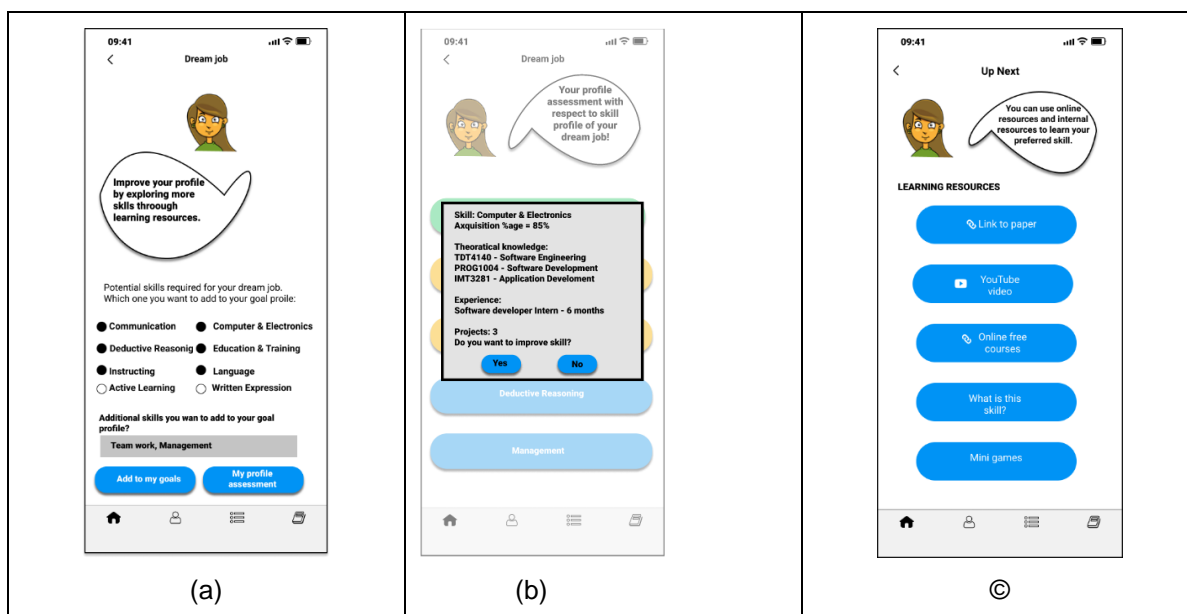 09:41
Dream job
Improve your profile
by exploring more
sklls throough
learning resources.
Potential skills required for your dream job.
Which one you want to add to your goal proile:
Communication
Computer & Electronics
Deductive Reasonig
Education & Training
Instructing
Language
Active Learning
Written Expression
Additional skills you wan to add to your goal
profile?
Team work, Management
Add to my goals
My profile
assessment
(a)
09:41
Dream job
Your profile
assessment with
respect to skill
profile of your
dream job!
Skill: Computer & Electronics
Axquisition %age = 85%
Theoratical knowledge:
TDT4140 - Software Engineering
PROG1004 - Software Development
IMT3281 - Application Develoment
Experience:
Software developer Intern - 6 months
Projects: 3
Do you want to improve skill?
Yes
No
Deductive Reasoning
Management
(b)
09:41
Up Next
You can use online
resources and internal
resources to learn your
preferred skill.
LEARNING RESOURCES
Link to paper
YouTube
video
Online free
courses
What is this
skill?
Mini games
©